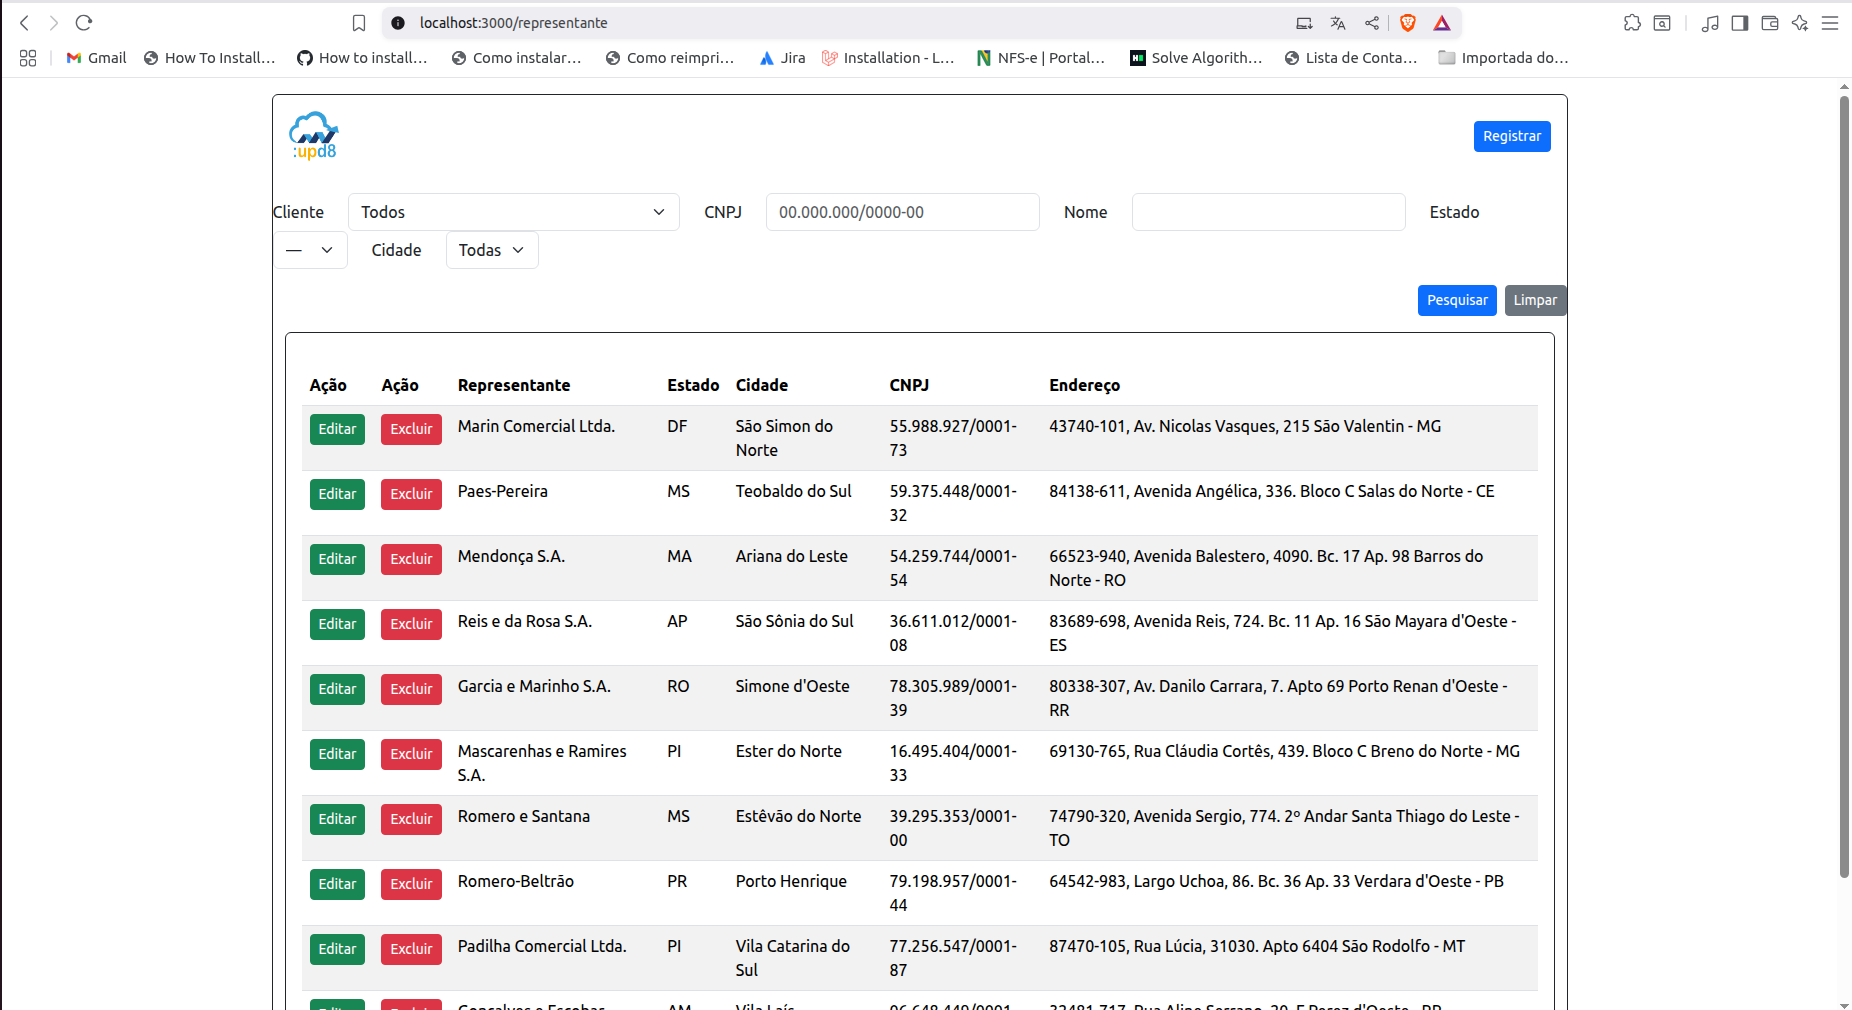 localhost:3000/representante
Gmail How To Install... How to install... Como instalar... Como reimpri... Jira Installation - L... NFS-e | Portal... Solve Algorith... Lista de Conta... Importada do...
:upd8
Registrar
Cliente Todos CNPJ 00.000.000/0000-00 Nome Estado
— Cidade Todas
Pesquisar Limpar
Ação Ação Representante Estado Cidade CNPJ Endereço
Editar Excluir Marin Comercial Ltda. DF São Simon do 55.988.927/0001- 43740-101, Av. Nicolas Vasques, 215 São Valentin - MG
Norte 73
Editar Excluir Paes-Pereira MS Teobaldo do Sul 59.375.448/0001- 84138-611, Avenida Angélica, 336. Bloco C Salas do Norte - CE
32
Editar Excluir Mendonça S.A. MA Ariana do Leste 54.259.744/0001- 66523-940, Avenida Balestero, 4090. Bc. 17 Ap. 98 Barros do
54 Norte - RO
Editar Excluir Reis e da Rosa S.A. AP São Sônia do Sul 36.611.012/0001- 83689-698, Avenida Reis, 724. Bc. 11 Ap. 16 São Mayara d'Oeste -
08 ES
Editar Excluir Garcia e Marinho S.A. RO Simone d'Oeste 78.305.989/0001- 80338-307, Av. Danilo Carrara, 7. Apto 69 Porto Renan d'Oeste -
39 RR
Editar Excluir Mascarenhas e Ramires PI Ester do Norte 16.495.404/0001- 69130-765, Rua Cláudia Cortês, 439. Bloco C Breno do Norte - MG
S.A. 33
Editar Excluir Romero e Santana MS Estêvão do Norte 39.295.353/0001- 74790-320, Avenida Sergio, 774. 2º Andar Santa Thiago do Leste -
00 TO
Editar Excluir Romero-Beltrão PR Porto Henrique 79.198.957/0001- 64542-983, Largo Uchoa, 86. Bc. 36 Ap. 33 Verdara d'Oeste - PB
44
Editar Excluir Padilha Comercial Ltda. PI Vila Catarina do 77.256.547/0001- 87470-105, Rua Lúcia, 31030. Apto 6404 São Rodolfo - MT
Sul 87